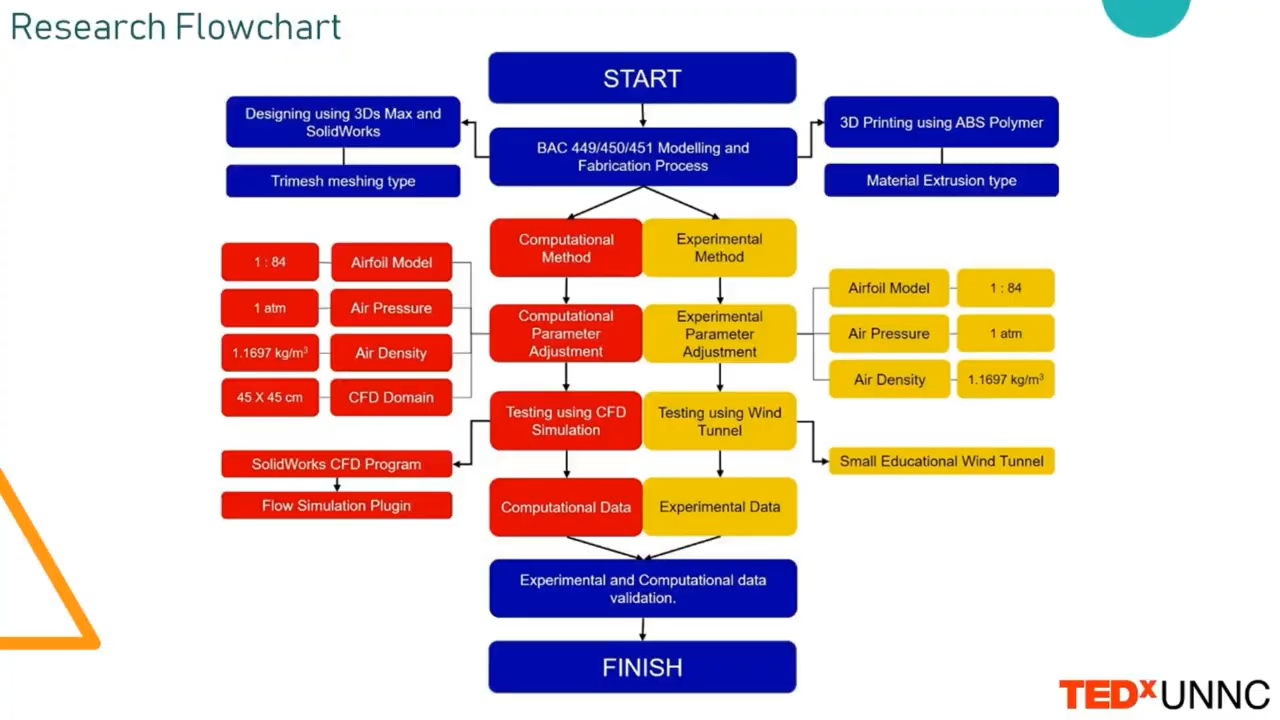 Research Flowchart
START
Designing using 3Ds Max and
SolidWorks
Trimesh meshing type
BAC 449/450/451 Modelling and
Fabrication Process
3D Printing using ABS Polymer
Material Extrusion type
Computational
Method
Experimental
Method
1 : 84
Airfoil Model
1 atm
Air Pressure
1.1697 kg/m³
Air Density
45 X 45 cm
CFD Domain
Computational
Parameter
Adjustment
Experimental
Parameter
Adjustment
Airfoil Model
1 : 84
Air Pressure
1 atm
Air Density
1.1697 kg/m³
Testing using CFD
Simulation
Testing using Wind
Tunnel
SolidWorks CFD Program
Flow Simulation Plugin
Small Educational Wind Tunnel
Computational Data
Experimental Data
Experimental and Computational data
validation.
FINISH
TEDxUNNC